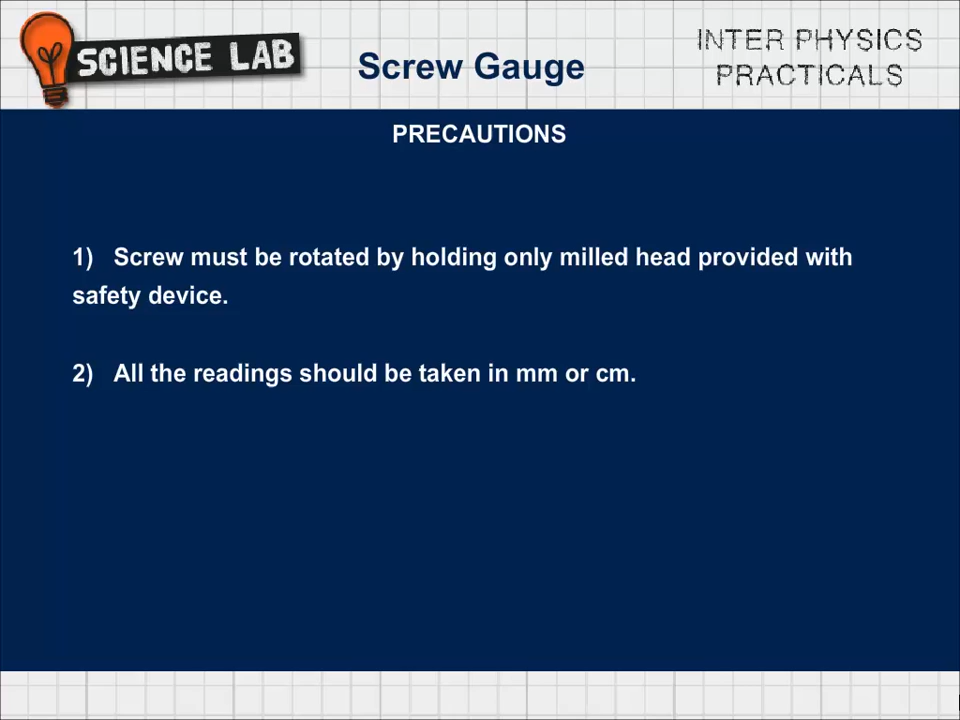 SCIENCE LAB
Screw Gauge
INTER PHYSICS
PRACTICALS
PRECAUTIONS
1) Screw must be rotated by holding only milled head provided with
safety device.
2) All the readings should be taken in mm or cm.